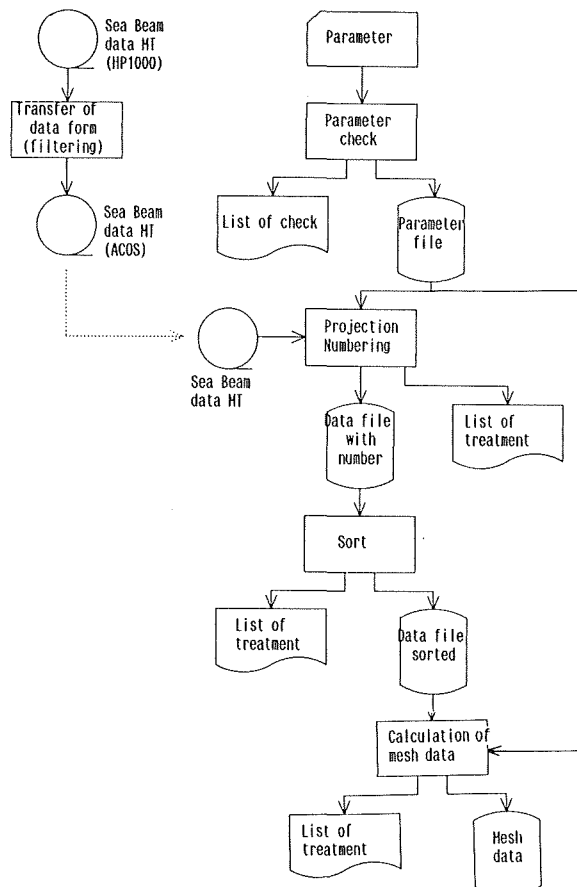 Sea Beam
data MT
(HP1000)
Transfer of
data form
(filtering)
Sea Beam
data MT
(ACOS)
Parameter
Parameter
check
List of check
Parameter
file
Sea Beam
data MT
Projection
Numbering
Data file
with
number
List of
treatment
Sort
List of
treatment
Data file
sorted
Calculation of
mesh data
List of
treatment
Mesh
data